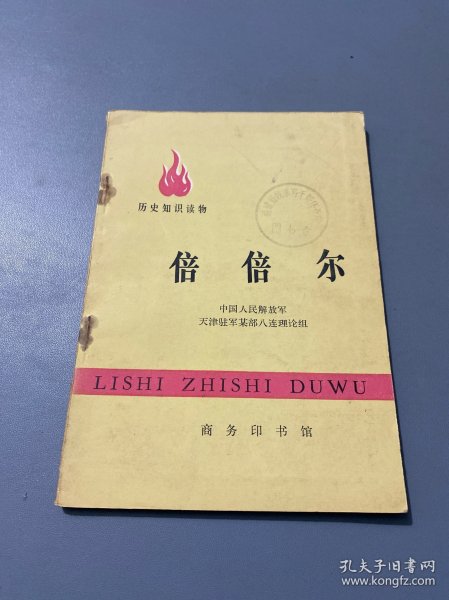 历史知识读物
倍倍尔
中国人民解放军
天津驻军某部八连理论组
LISHI ZHISHI DUWU
商务印书馆
孔夫子旧书网
www.kongfz.com